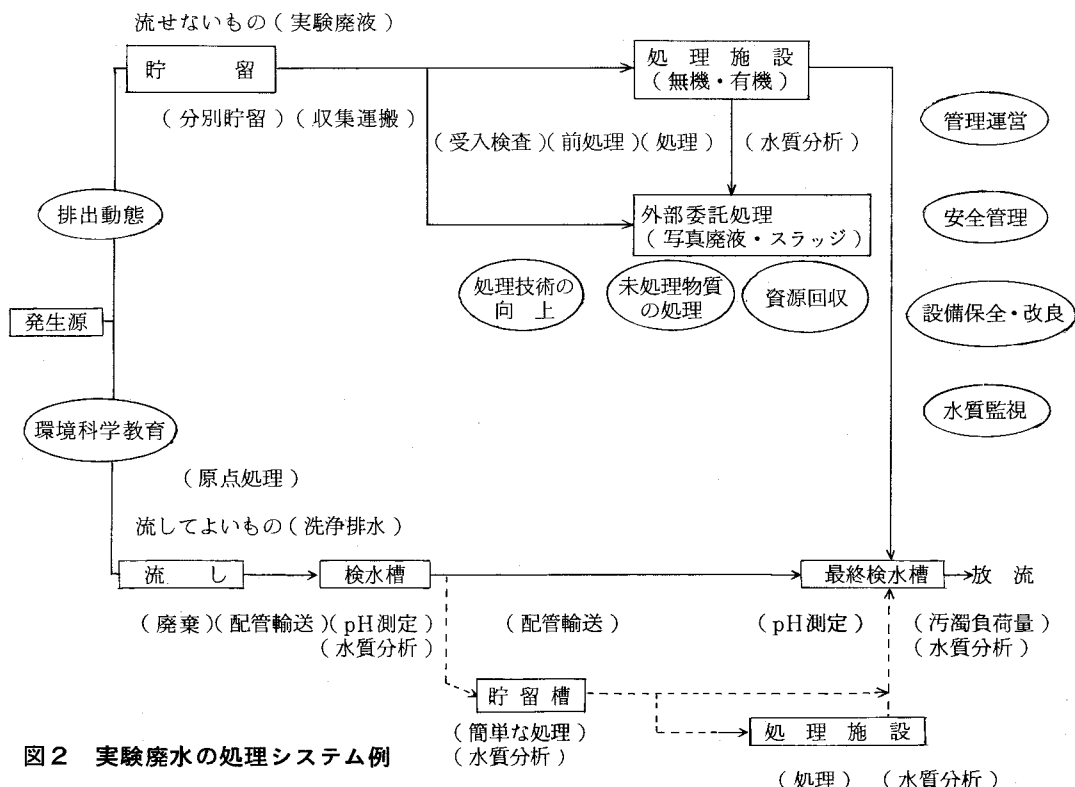 流せないもの（実験廃液）
貯留
処理施設
（無機・有機）
（分別貯留）（収集運搬）
管理運営
（受入検査）（前処理）（処理）
（水質分析）
排出動態
外部委託処理
（写真廃液・スラッジ）
安全管理
処理技術の
向上
未処理物質
の処理
資源回収
発生源
設備保全・改良
環境科学教育
水質監視
（原点処理）
流してよいもの（洗浄排水）
流し
検水槽
最終検水槽
放流
（廃棄）（配管輸送）（pH測定）
（水質分析）
（配管輸送）
（pH測定）
（汚濁負荷量）
（水質分析）
貯留槽
（簡単な処理）
（水質分析）
処理施設
（処理）（水質分析）
図2 実験廃水の処理システム例